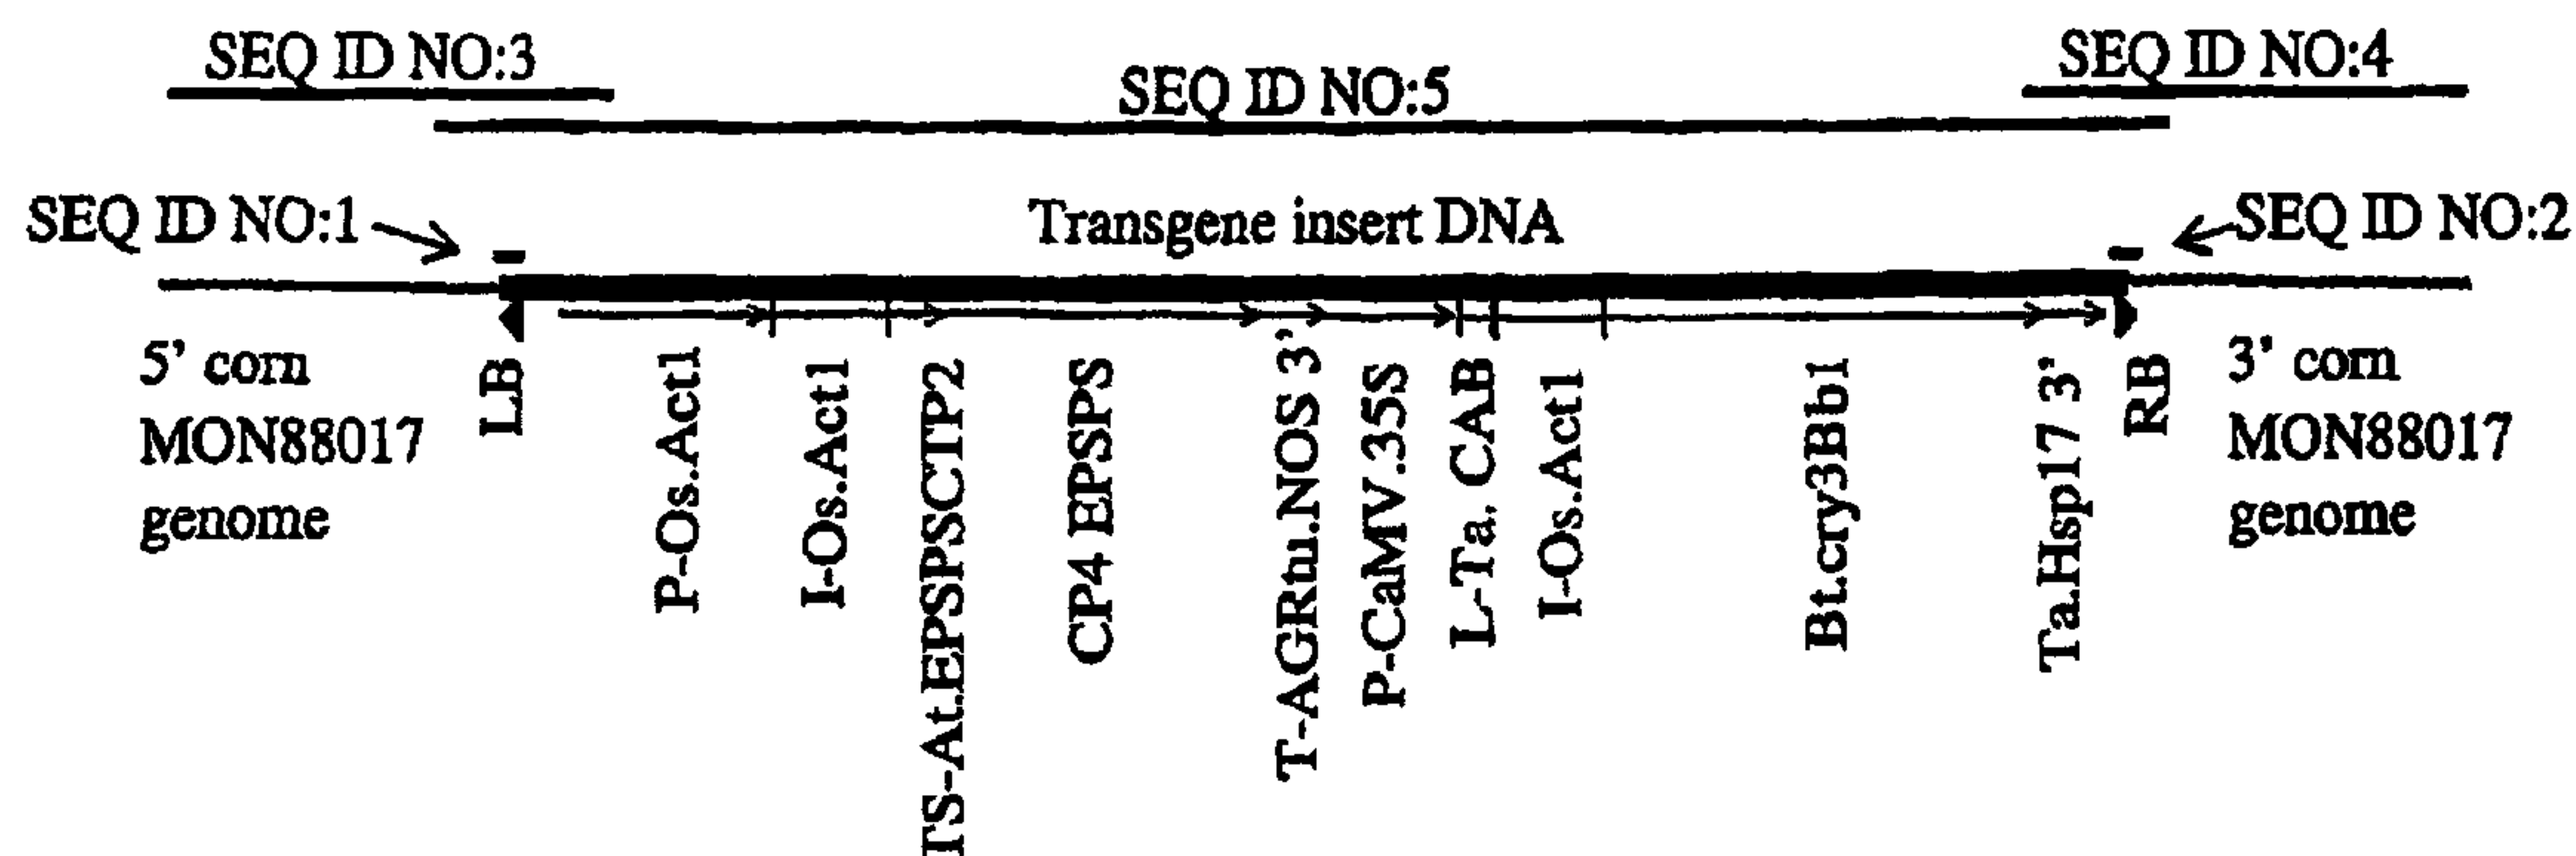 SEQ ID NO:3
SEQ ID NO:4
SEQ ID NO:5
SEQ ID NO:1
Transgene insert DNA
SEQ ID NO:2
5' corn
MON88017
genome
LB
P-Os.Act1
I-Os.Act1
TS-At.EPSPSCTP2
CP4 EPSPS
T-AGRtu.NOS 3'
P-CaMV.35S
L-Ta. CAB
I-Os.Act1
Bt.cry3Bb1
Ta.Hsp17 3'
RB
3' corn
MON88017
genome